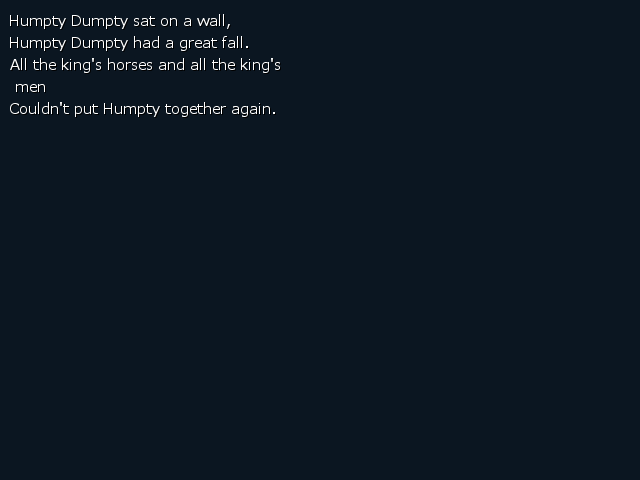 Humpty Dumpty sat on a wall,
Humpty Dumpty had a great fall.
All the king's horses and all the king's
men
Couldn't put Humpty together again.